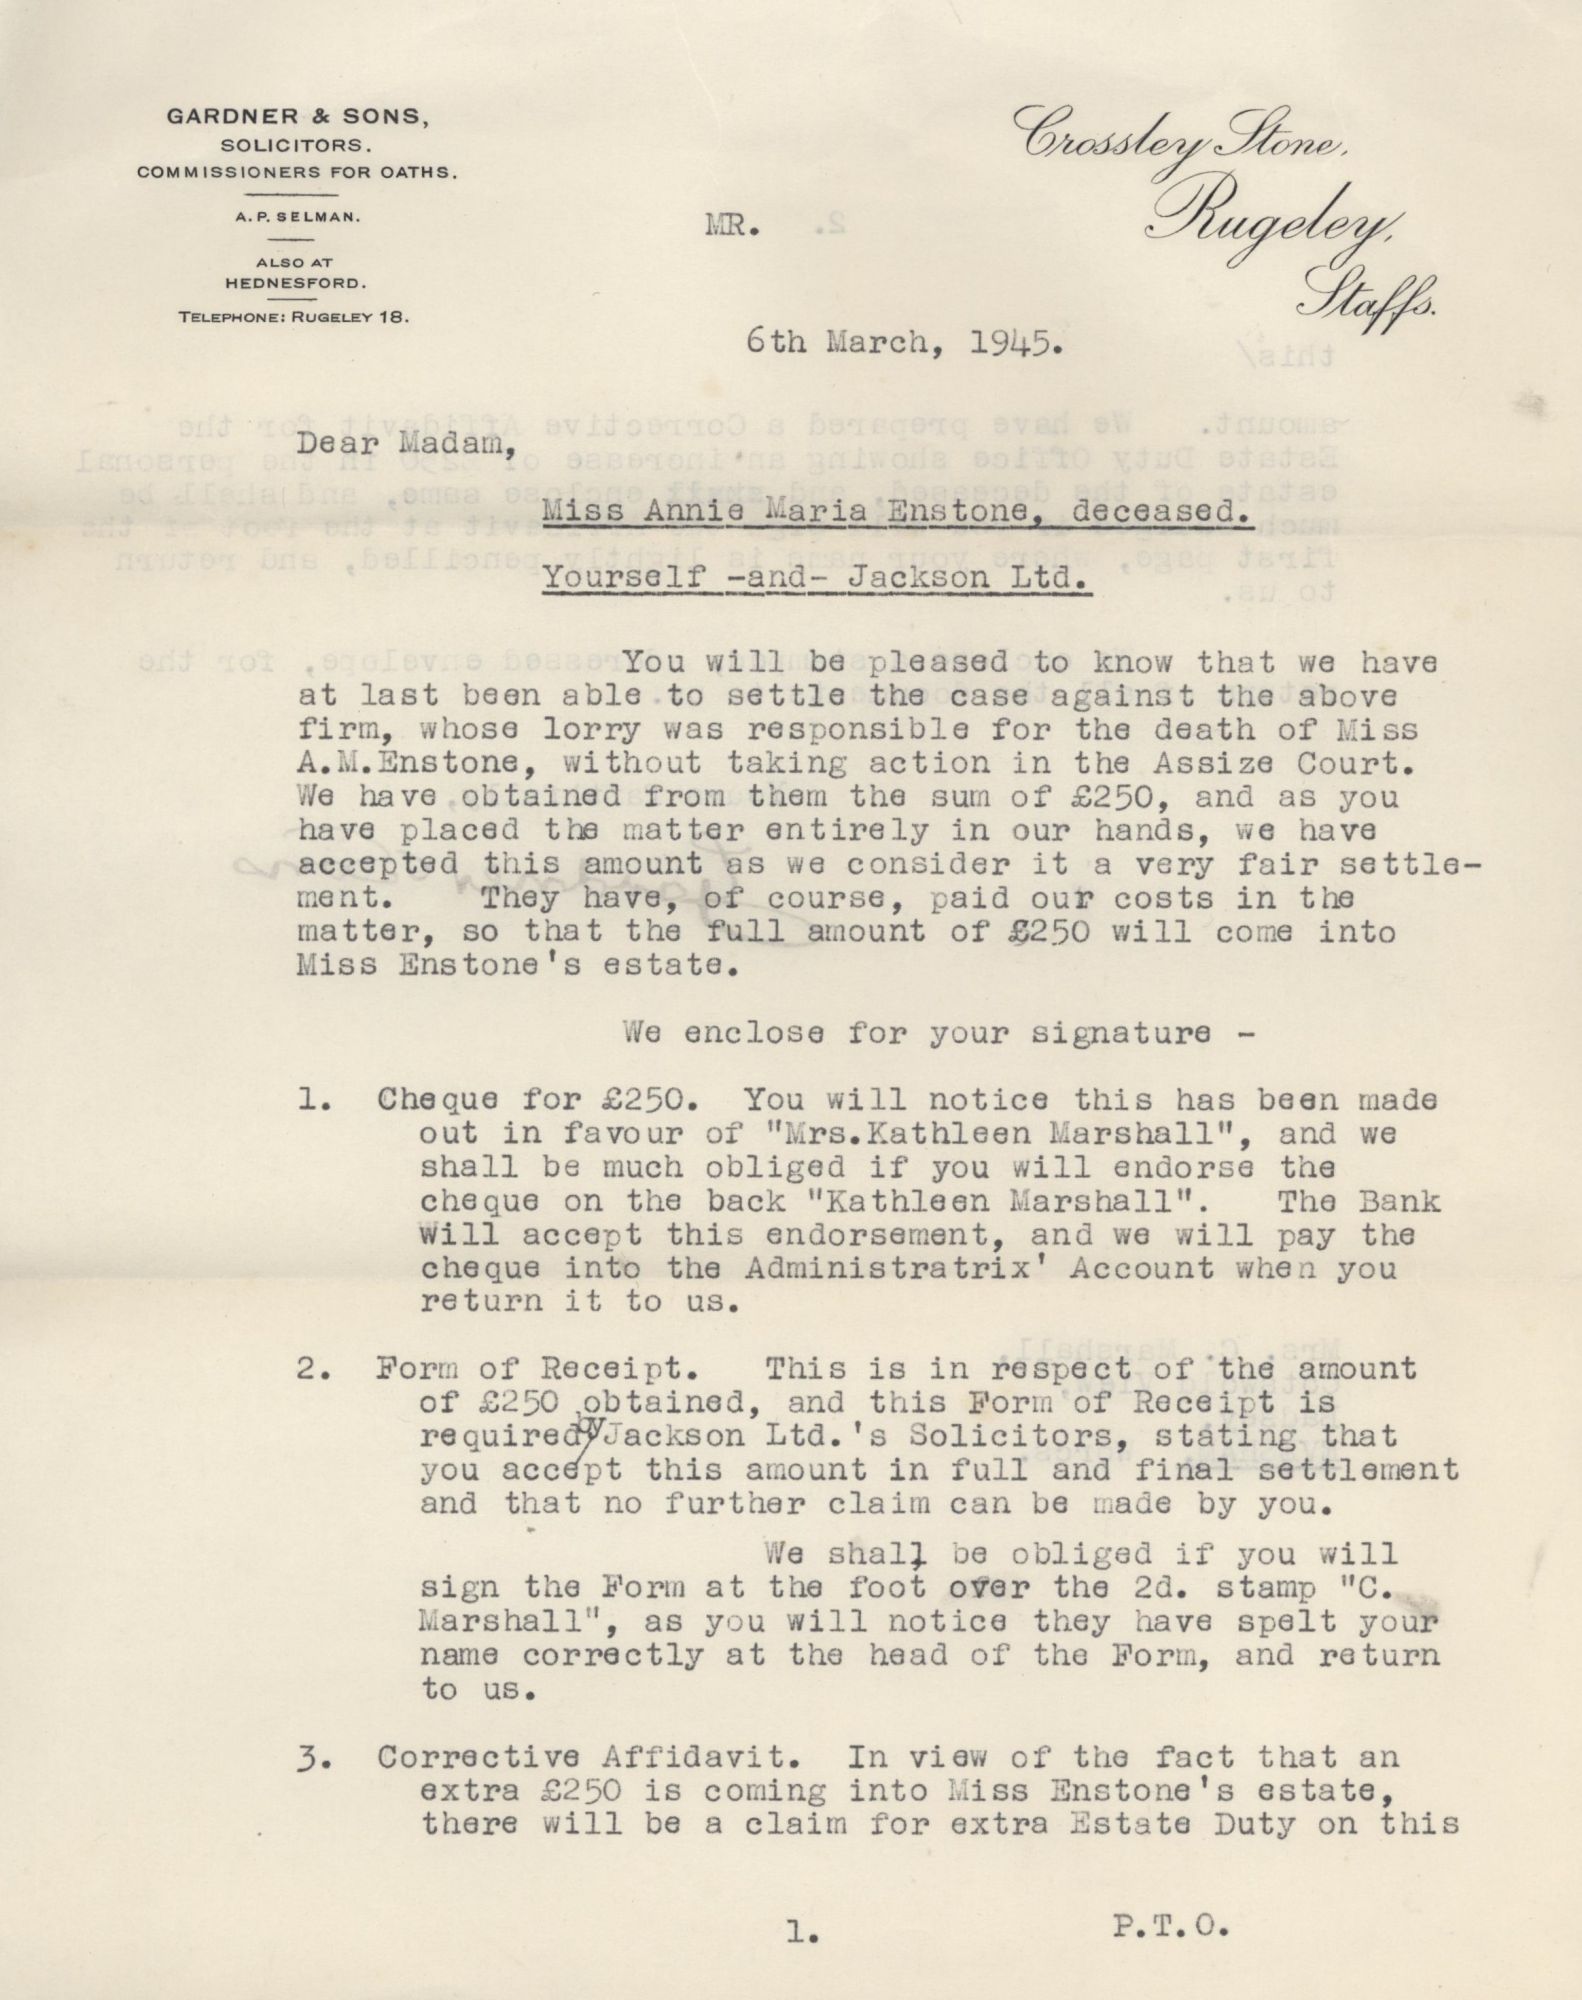 GARDNER & SONS,
SOLICITORS.
COMMISSIONERS FOR OATHS.
A.P. SELMAN.
ALSO AT
HEDNESFORD.
TELEPHONE: RUGELEY 18.
Crossley Stone,
Rugeley,
Staffs.
MR.
6th March, 1945.
Dear Madam,
Miss Annie Maria Enstone, deceased.
Yourself -and- Jackson Ltd.
You will be pleased to know that we have
at last been able to settle the case against the above
firm, whose lorry was responsible for the death of Miss
A.M.Enstone, without taking action in the Assize Court.
We have obtained from them the sum of £250, and as you
have placed the matter entirely in our hands, we have
accepted this amount as we consider it a very fair settle-
ment. They have, of course, paid our costs in the
matter, so that the full amount of £250 will come into
Miss Enstone's estate.
We enclose for your signature -
1. Cheque for £250. You will notice this has been made
out in favour of "Mrs.Kathleen Marshall", and we
shall be much obliged if you will endorse the
cheque on the back "Kathleen Marshall". The Bank
will accept this endorsement, and we will pay the
cheque into the Administratrix' Account when you
return it to us.
2. Form of Receipt. This is in respect of the amount
of £250 obtained, and this Form of Receipt is
required by Jackson Ltd.'s Solicitors, stating that
you accept this amount in full and final settlement
and that no further claim can be made by you.
We shall be obliged if you will
sign the Form at the foot over the 2d. stamp "C.
Marshall", as you will notice they have spelt your
name correctly at the head of the Form, and return
to us.
3. Corrective Affidavit. In view of the fact that an
extra £250 is coming into Miss Enstone's estate,
there will be a claim for extra Estate Duty on this
1.
P.T.O.